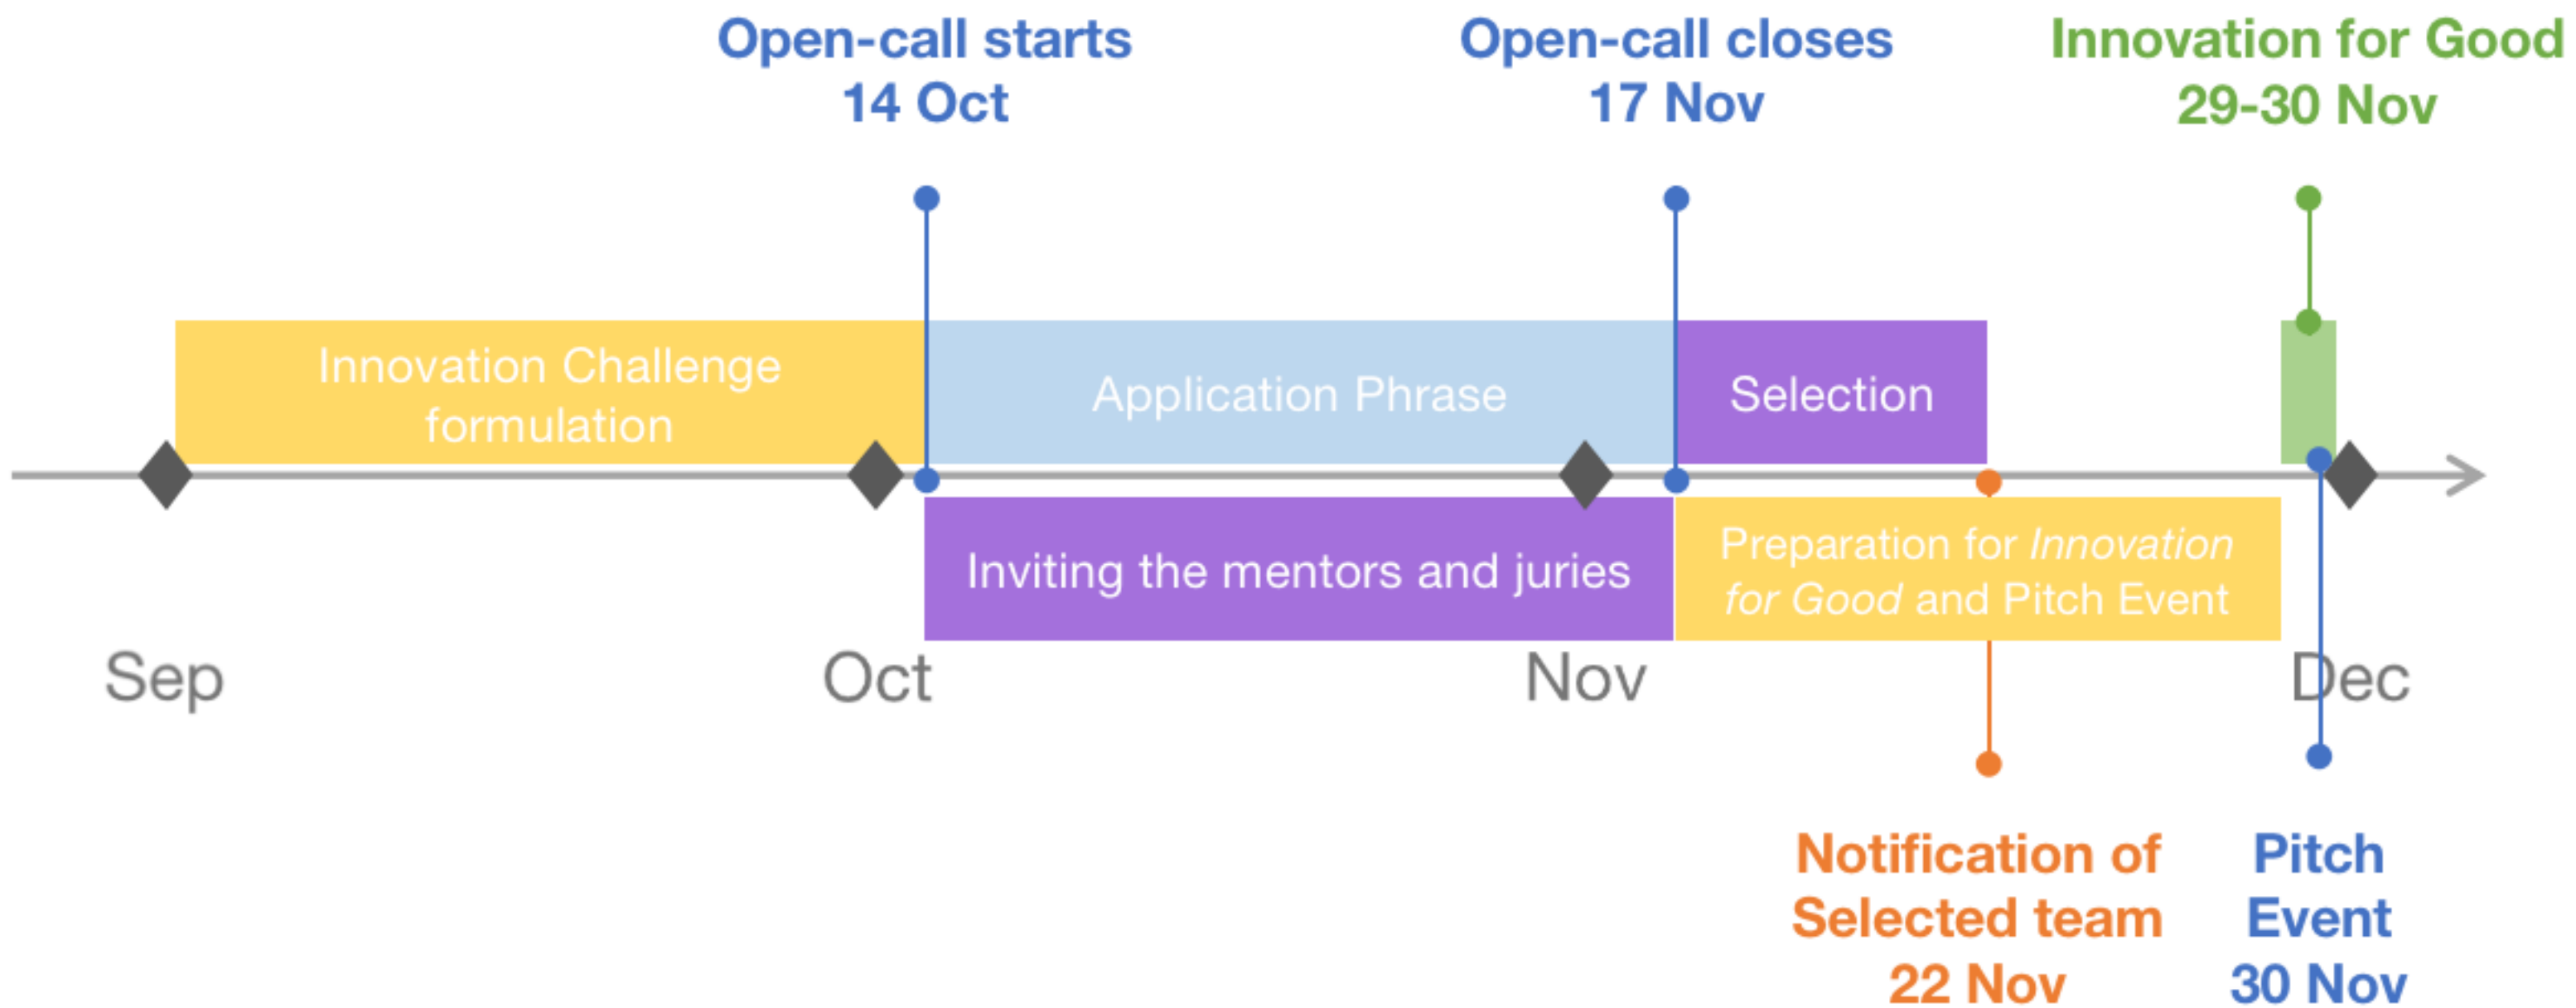 Open-call starts
14 Oct
Open-call closes
17 Nov
Innovation for Good
29-30 Nov
Innovation Challenge
formulation
Application Phrase
Selection
Inviting the mentors and juries
Preparation for Innovation
for Good and Pitch Event
Sep
Oct
Nov
Dec
Notification of
Selected team
22 Nov
Pitch
Event
30 Nov